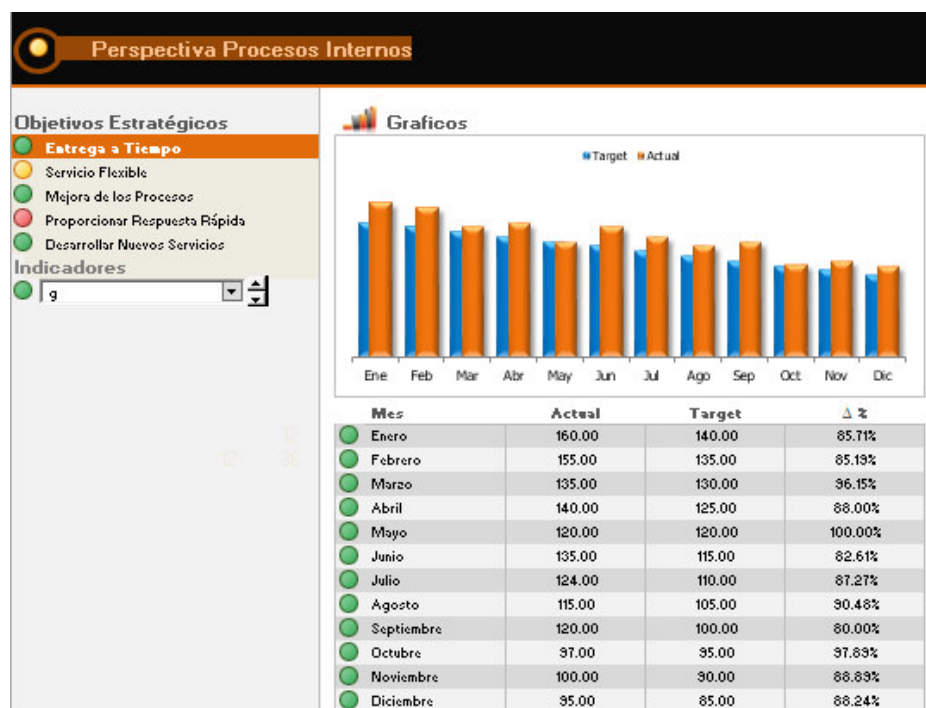 Perspectiva Procesos Internos
Objetivos Estratégicos
Entrega a Tiempo
Servicio Flexible
Mejora de los Procesos
Proporcionar Respuesta Rápida
Desarrollar Nuevos Servicios
Indicadores
g
12
12 36
Graficos
Target Actual
Ene Feb Mar Abr May Jun Jul Ago Sep Oct Nov Dic
Mes Actual Target Δ %
Enero 160.00 140.00 85.71%
Febrero 155.00 135.00 85.19%
Marzo 135.00 130.00 96.15%
Abril 140.00 125.00 88.00%
Mayo 120.00 120.00 100.00%
Junio 135.00 115.00 82.61%
Julio 124.00 110.00 87.27%
Agosto 115.00 105.00 90.48%
Septiembre 120.00 100.00 80.00%
Octubre 97.00 95.00 97.89%
Noviembre 100.00 90.00 88.89%
Diciembre 95.00 85.00 88.24%